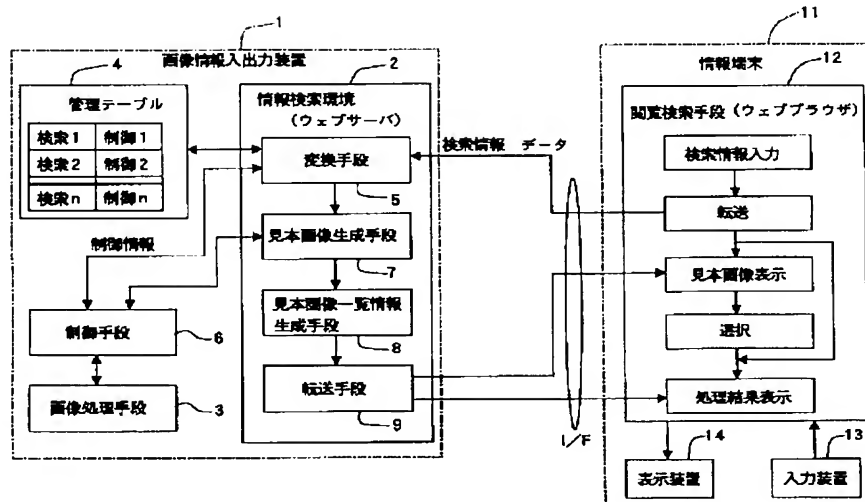 1
画像情報入出力装置
4
管理テーブル
検索1 制御1
検索2 制御2
検索n 制御n
2
情報検索環境
(ウェブサーバ)
変換手段
5
見本画像生成手段
7
見本画像一覧情報
生成手段
8
転送手段
9
制御情報
制御手段
6
画像処理手段
3
検索情報 データ
I/F
11
情報端末
12
閲覧検索手段(ウェブブラウザ)
検索情報入力
転送
見本画像表示
選択
処理結果表示
14
表示装置
13
入力装置